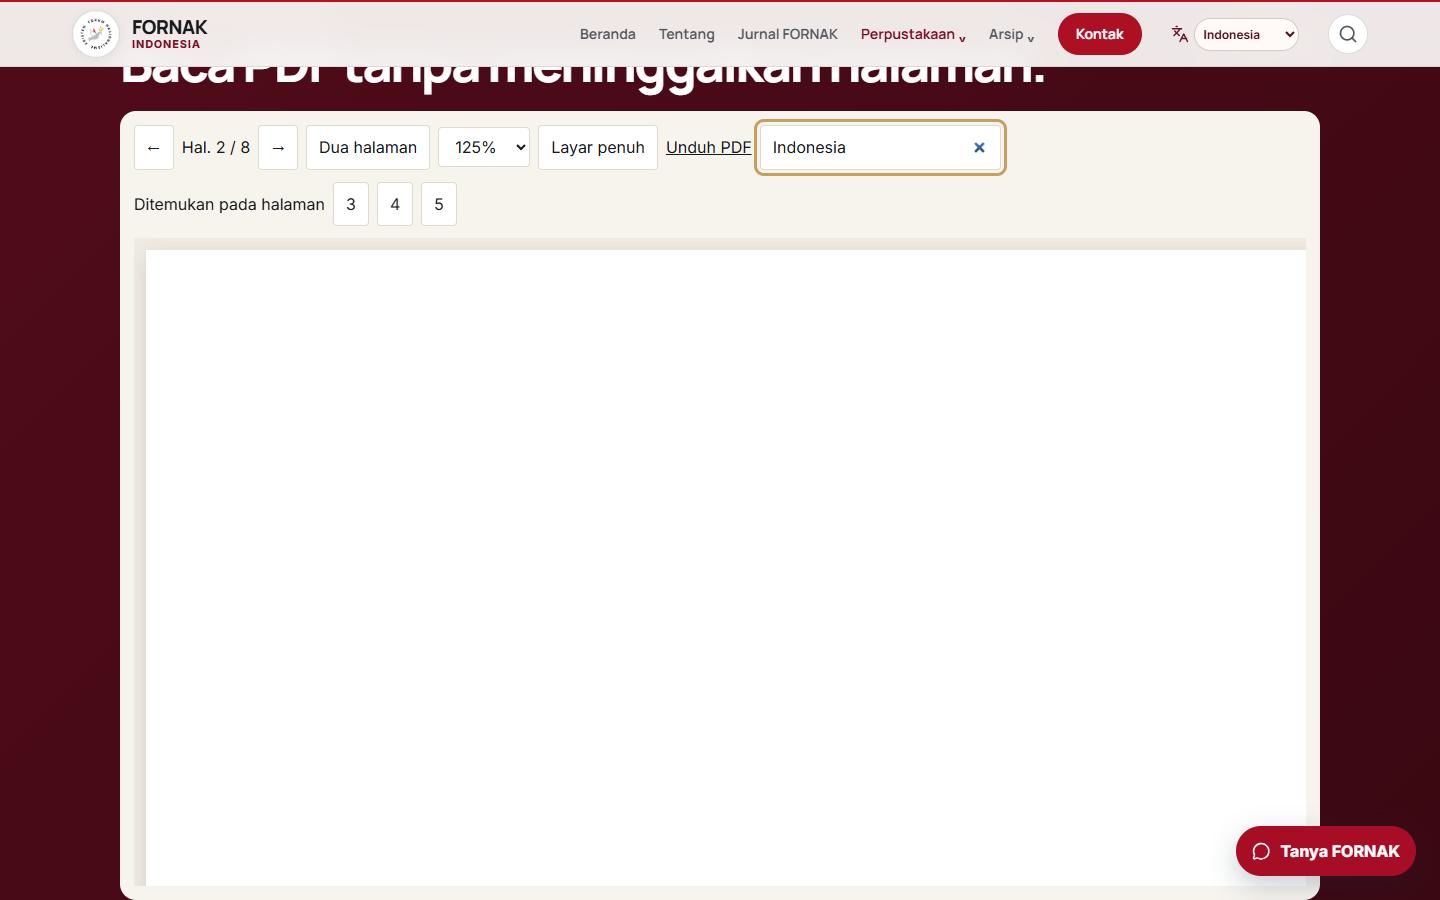 FORNAK
INDONESIA
Beranda
Tentang
Jurnal FORNAK
Perpustakaan v
Arsip v
Kontak
Indonesia
Baca PDF tanpa meninggalkan halaman.
← Hal. 2 / 8 → Dua halaman 125% Layar penuh Unduh PDF Indonesia ×
Ditemukan pada halaman 3 4 5
Tanya FORNAK